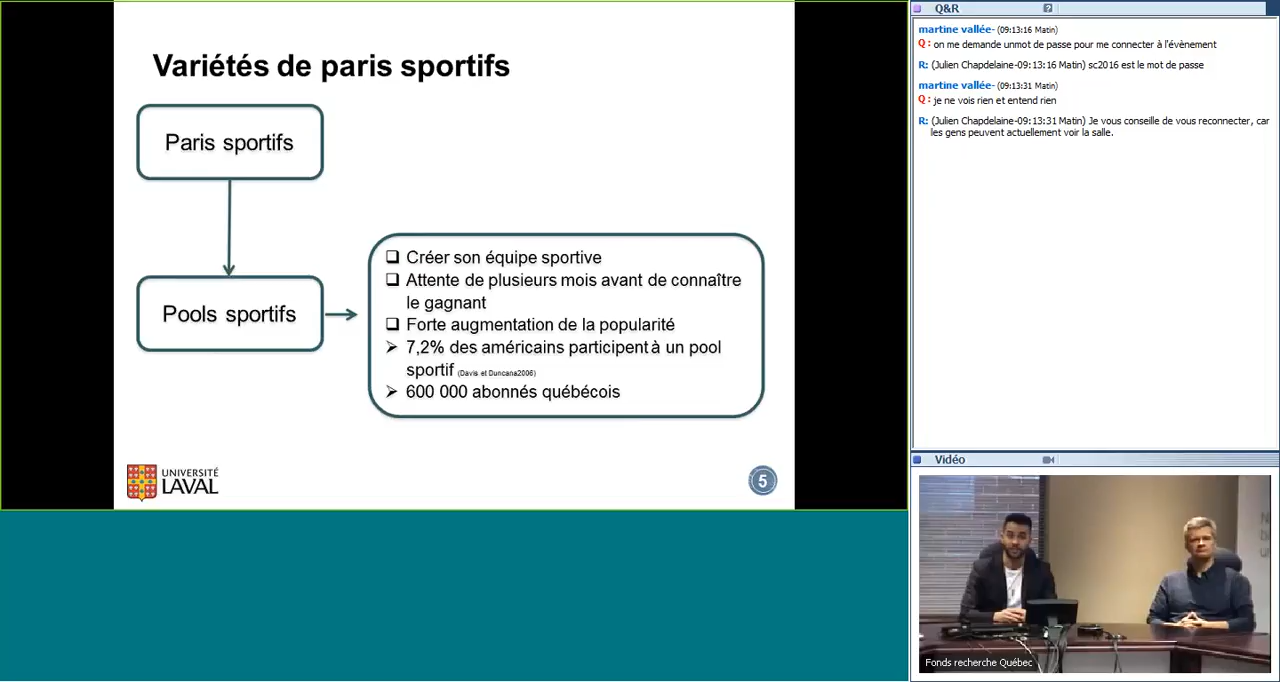 Variétés de paris sportifs
Paris sportifs
Pools sportifs
❑ Créer son équipe sportive
❑ Attente de plusieurs mois avant de connaître
le gagnant
❑ Forte augmentation de la popularité
➢ 7,2% des américains participent à un pool
sportif (Davis et Duncana2006)
➢ 600 000 abonnés québécois
UNIVERSITÉ
LAVAL
5
Q&R
martine vallée- (09:13:16 Matin)
Q : on me demande unmot de passe pour me connecter à l'évènement
R: (Julien Chapdelaine-09:13:16 Matin) sc2016 est le mot de passe
martine vallée- (09:13:31 Matin)
Q : je ne vois rien et entend rien
R: (Julien Chapdelaine-09:13:31 Matin) Je vous conseille de vous reconnecter, car
les gens peuvent actuellement voir la salle.
Vidéo
Fonds recherche Québec